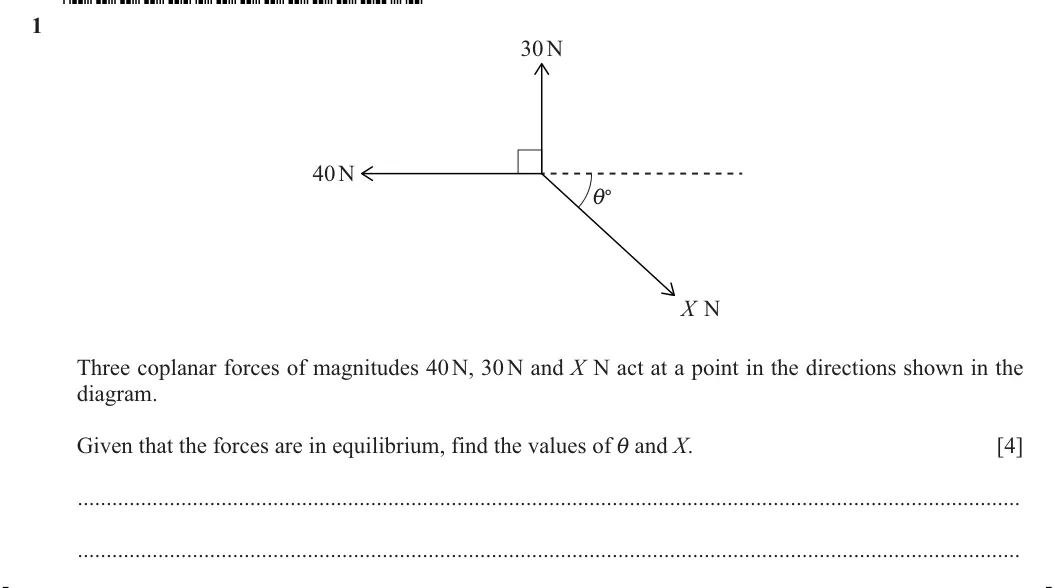 1
30 N
40 N
θ°
X N
Three coplanar forces of magnitudes 40 N, 30 N and X N act at a point in the directions shown in the
diagram.
Given that the forces are in equilibrium, find the values of θ and X. [4]